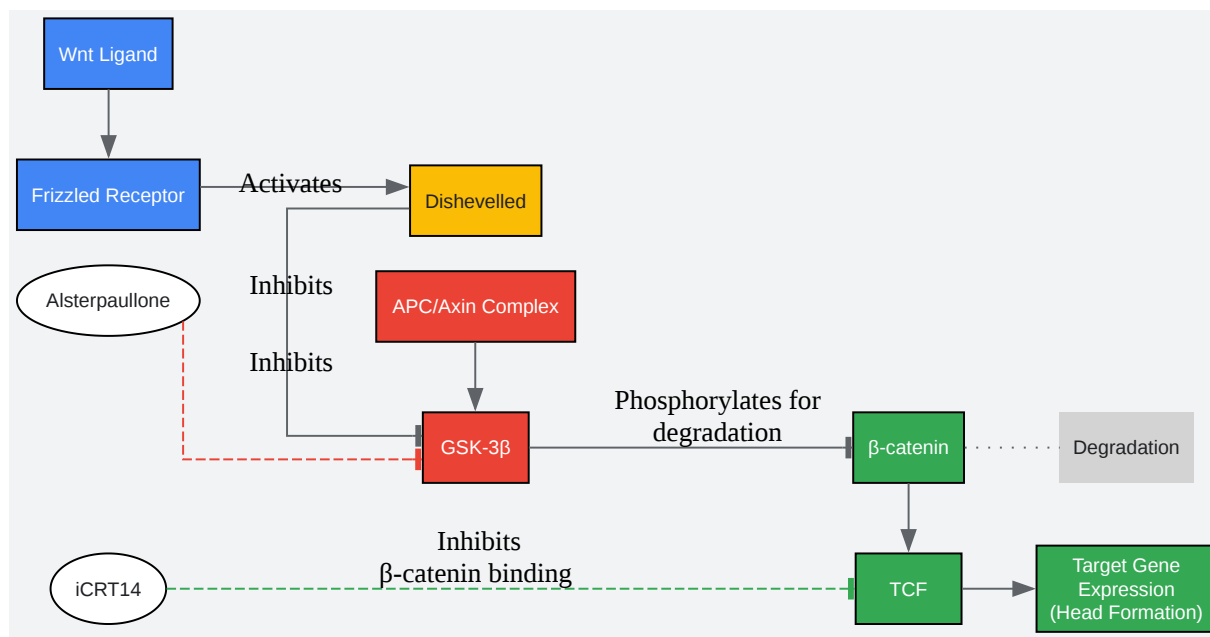 Wnt Ligand
Frizzled Receptor
Activates
Dishevelled
Inhibits
Alsterpaullone
APC/Axin Complex
Inhibits
Phosphorylates for
degradation
GSK-3β
β-catenin
Degradation
Inhibits
β-catenin binding
iCRT14
TCF
Target Gene
Expression
(Head Formation)